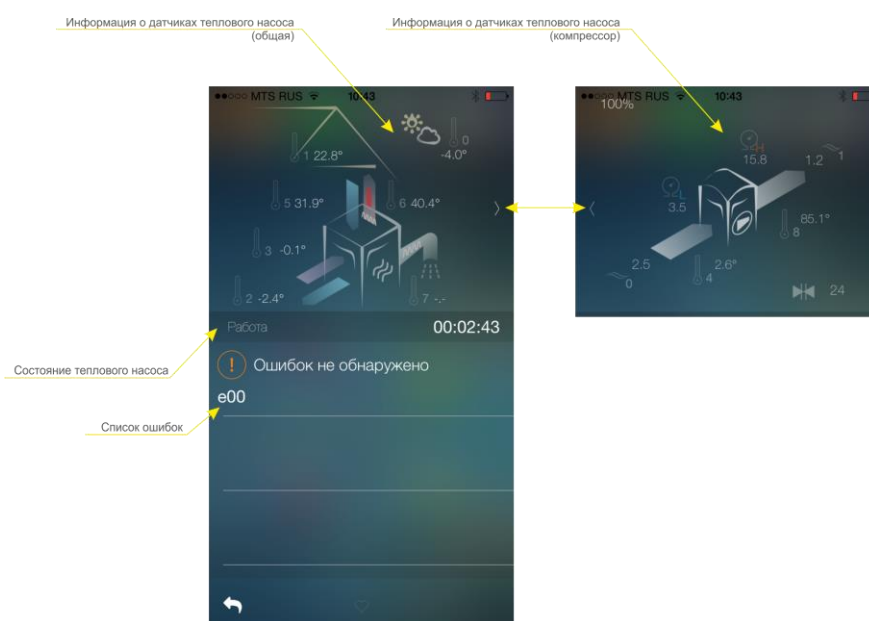 Информация о датчиках теплового насоса
(общая)
Информация о датчиках теплового насоса
(компрессор)
MTS RUS 10:43
0
-4.0°
1 22.8°
5 31.9°
6 40.4°
3 -0.1°
2 -2.4°
7 -.-
Работа 00:02:43
Ошибок не обнаружено
e00
Состояние теплового насоса
Список ошибок
MTS RUS 10:43
100%
H
15.8
1.2 1
L
3.5
85.1°
8
2.5
0
2.6°
4
24